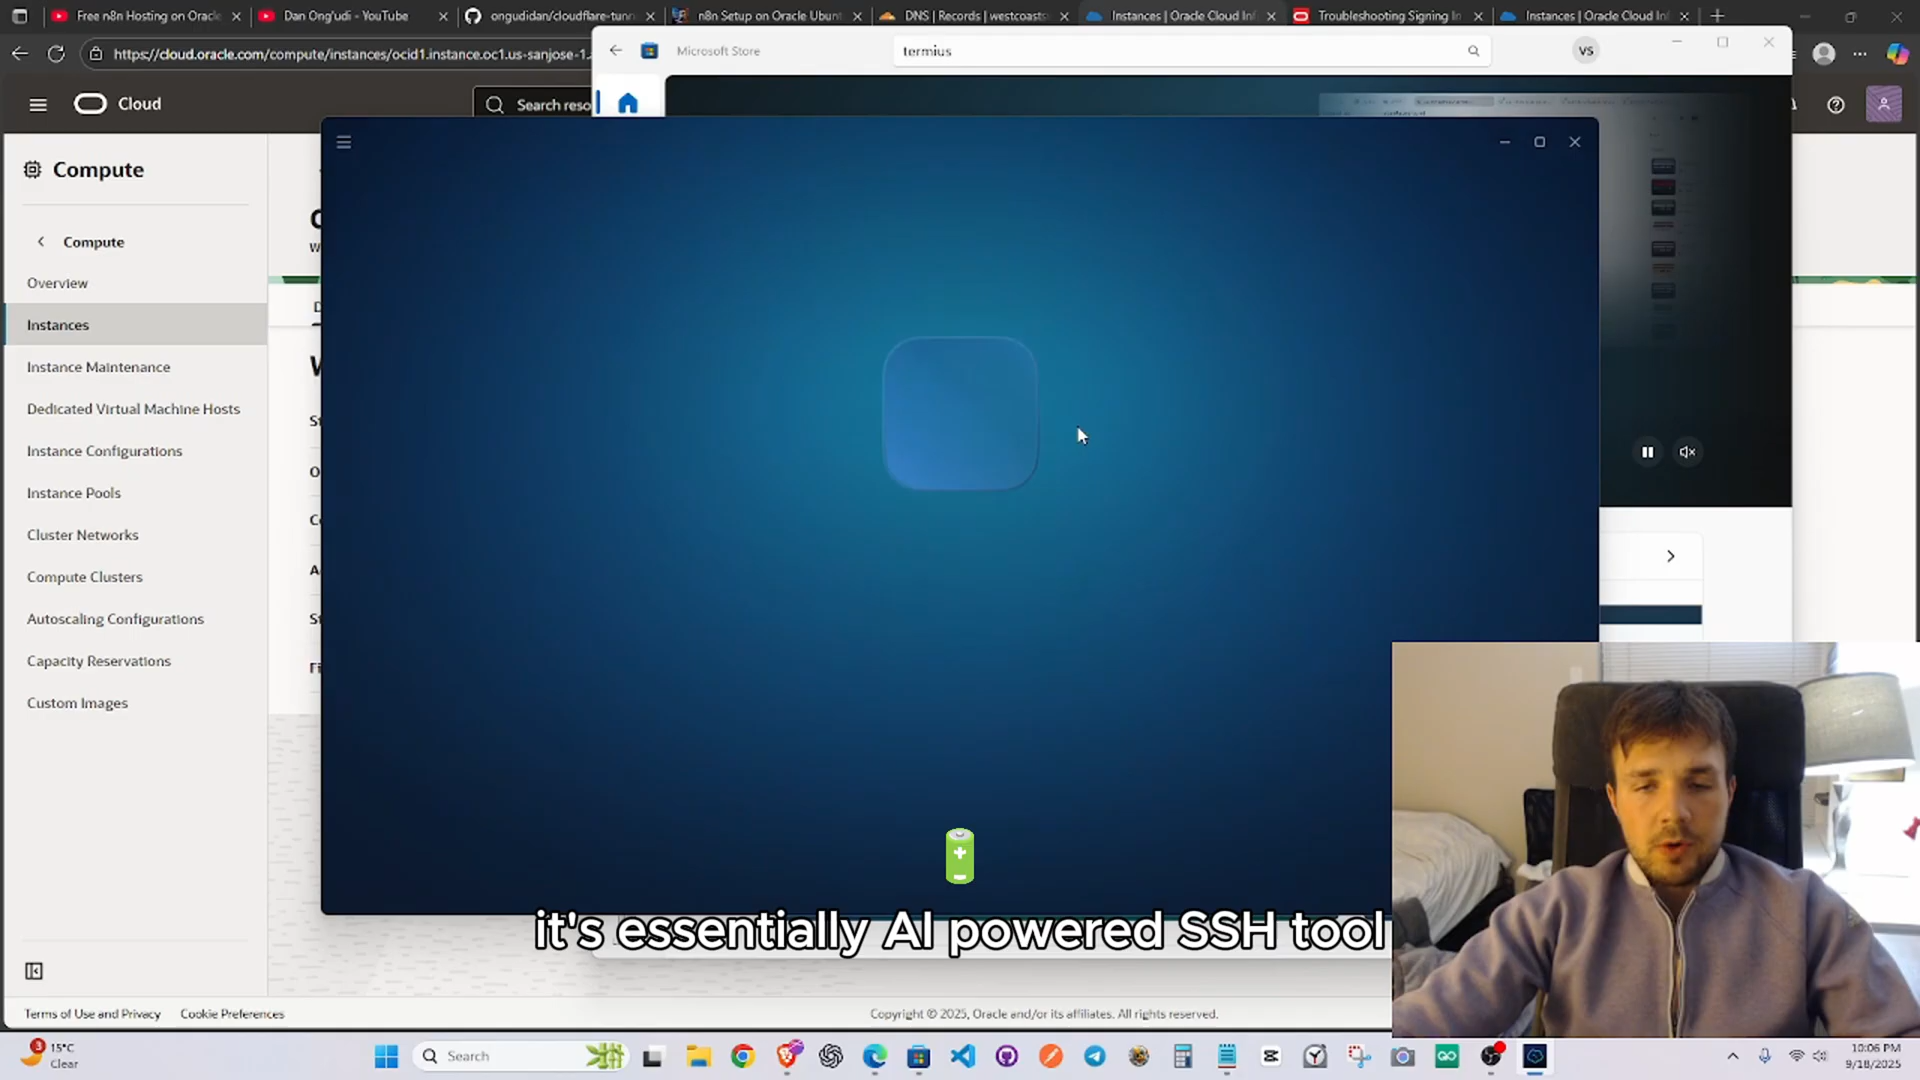 Free n8n Hosting on Oracle
Dan Ong'udi - YouTube
ongudidan/cloudflare-tunn
n8n Setup on Oracle Ubunt
DNS | Records | westcoasts
Instances | Oracle Cloud Inf
Troubleshooting Signing In
Instances | Oracle Cloud Inf
https://cloud.oracle.com/compute/instances/ocid1.instance.oc1.us-sanjose-1.
Microsoft Store
termius
VS
Cloud
Search reso
Compute
Compute
Overview
Instances
Instance Maintenance
Dedicated Virtual Machine Hosts
Instance Configurations
Instance Pools
Cluster Networks
Compute Clusters
Autoscaling Configurations
Capacity Reservations
Custom Images
it's essentially AI powered SSH tool
Terms of Use and Privacy
Cookie Preferences
Copyright © 2025, Oracle and/or its affiliates. All rights reserved.
3
15°C
Clear
Search
10:06 PM
9/18/2025